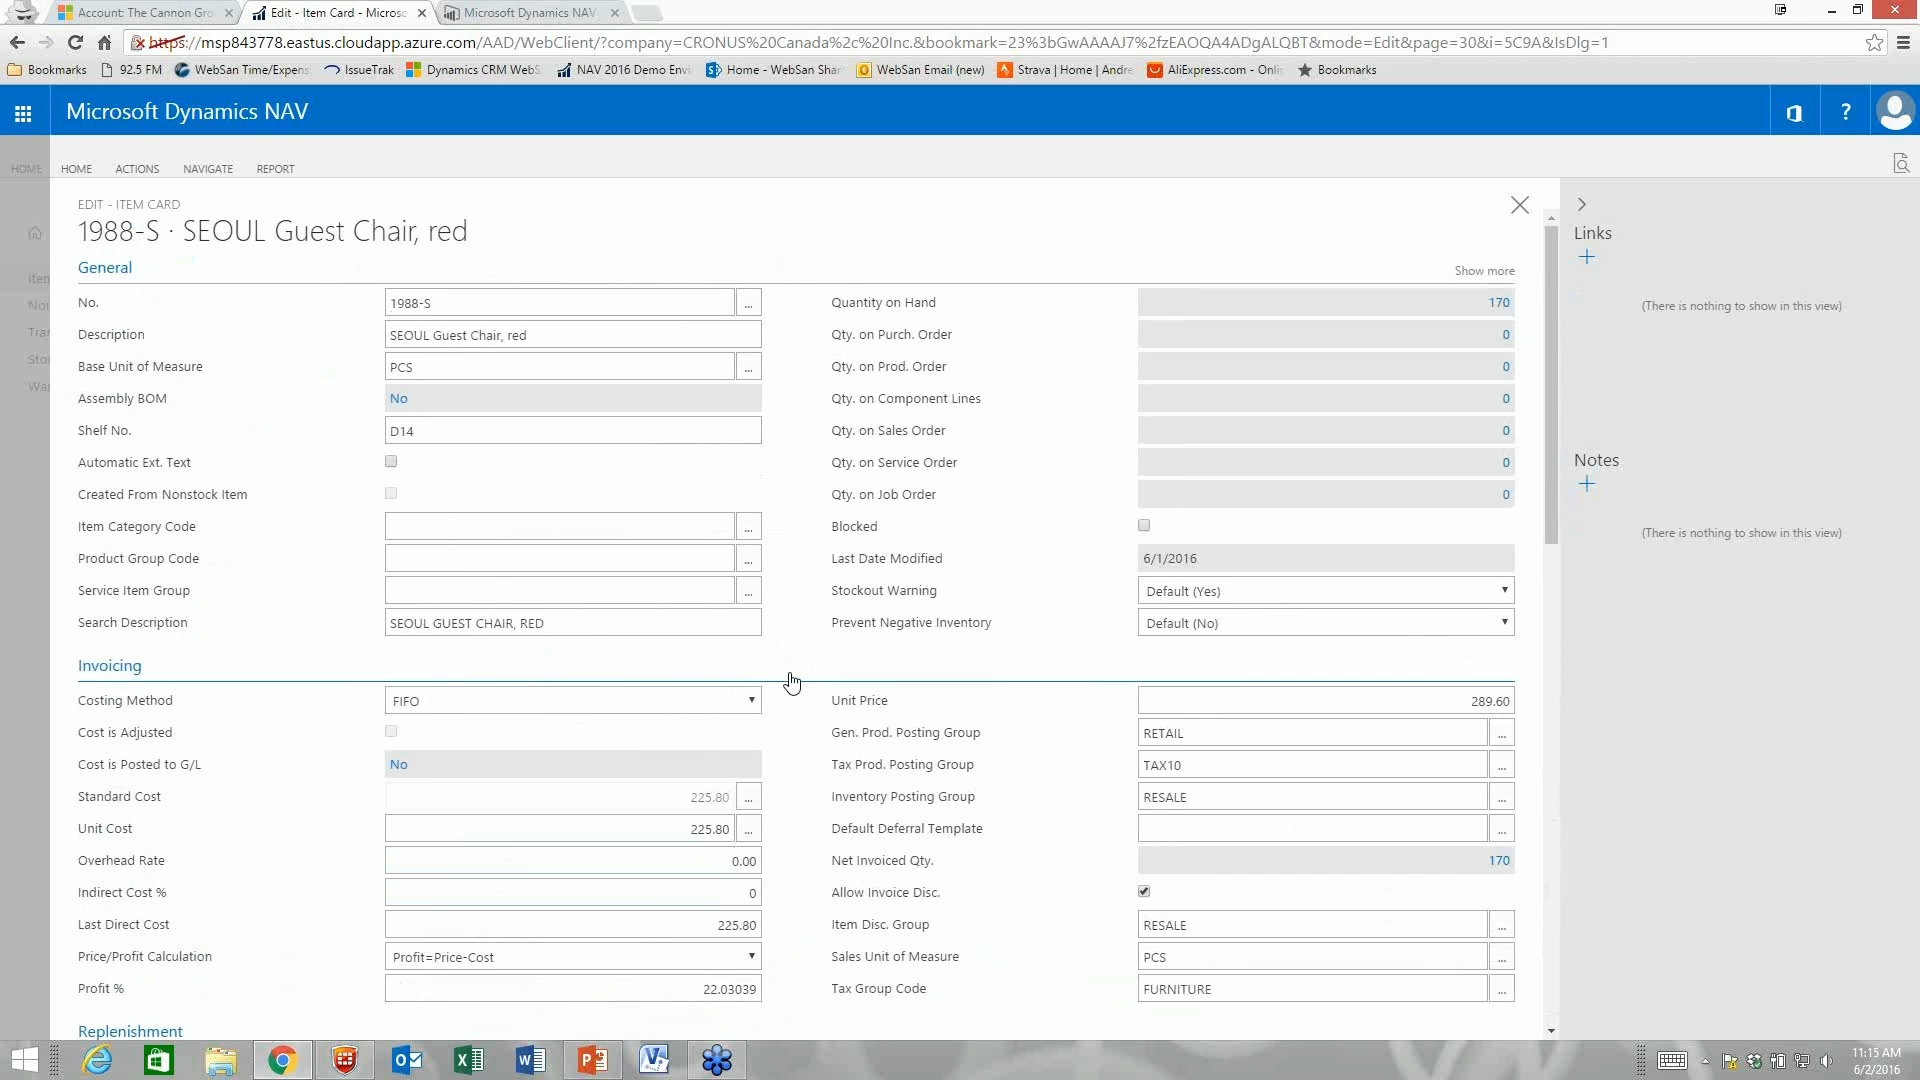 Account: The Cannon Gro
Edit - Item Card - Microso
Microsoft Dynamics NAV
https://msp843778.eastus.cloudapp.azure.com/AAD/WebClient/?company=CRONUS%20Canada%2c%20Inc.&bookmark=23%3bGwAAAAJ7%2fzEAOQA4ADgALQBT&mode=Edit&page=30&i=5C9A&IsDlg=1
Bookmarks
92.5 FM
WebSan Time/Expens
IssueTrak
Dynamics CRM WebS
NAV 2016 Demo Envi
Home - WebSan Shar
WebSan Email (new)
Strava | Home | Andre
AliExpress.com - Onli
Bookmarks
Microsoft Dynamics NAV
?
HOME
HOME
ACTIONS
NAVIGATE
REPORT
EDIT - ITEM CARD
1988-S · SEOUL Guest Chair, red
General
Show more
No.
1988-S
...
Description
SEOUL Guest Chair, red
Base Unit of Measure
PCS
...
Assembly BOM
No
Shelf No.
D14
Automatic Ext. Text
Created From Nonstock Item
Item Category Code
...
Product Group Code
...
Service Item Group
...
Search Description
SEOUL GUEST CHAIR, RED
Quantity on Hand
170
Qty. on Purch. Order
0
Qty. on Prod. Order
0
Qty. on Component Lines
0
Qty. on Sales Order
0
Qty. on Service Order
0
Qty. on Job Order
0
Blocked
Last Date Modified
6/1/2016
Stockout Warning
Default (Yes)
Prevent Negative Inventory
Default (No)
Invoicing
Costing Method
FIFO
Cost is Adjusted
Cost is Posted to G/L
No
Standard Cost
225.80
...
Unit Cost
225.80
...
Overhead Rate
0.00
Indirect Cost %
0
Last Direct Cost
225.80
Price/Profit Calculation
Profit=Price-Cost
Profit %
22.03039
Unit Price
289.60
Gen. Prod. Posting Group
RETAIL
...
Tax Prod. Posting Group
TAX10
...
Inventory Posting Group
RESALE
...
Default Deferral Template
...
Net Invoiced Qty.
170
Allow Invoice Disc.
Item Disc. Group
RESALE
...
Sales Unit of Measure
PCS
...
Tax Group Code
FURNITURE
...
Replenishment
Links
(There is nothing to show in this view)
Notes
(There is nothing to show in this view)
Iten
Nor
Trar
Sto
War
11:15 AM
6/2/2016